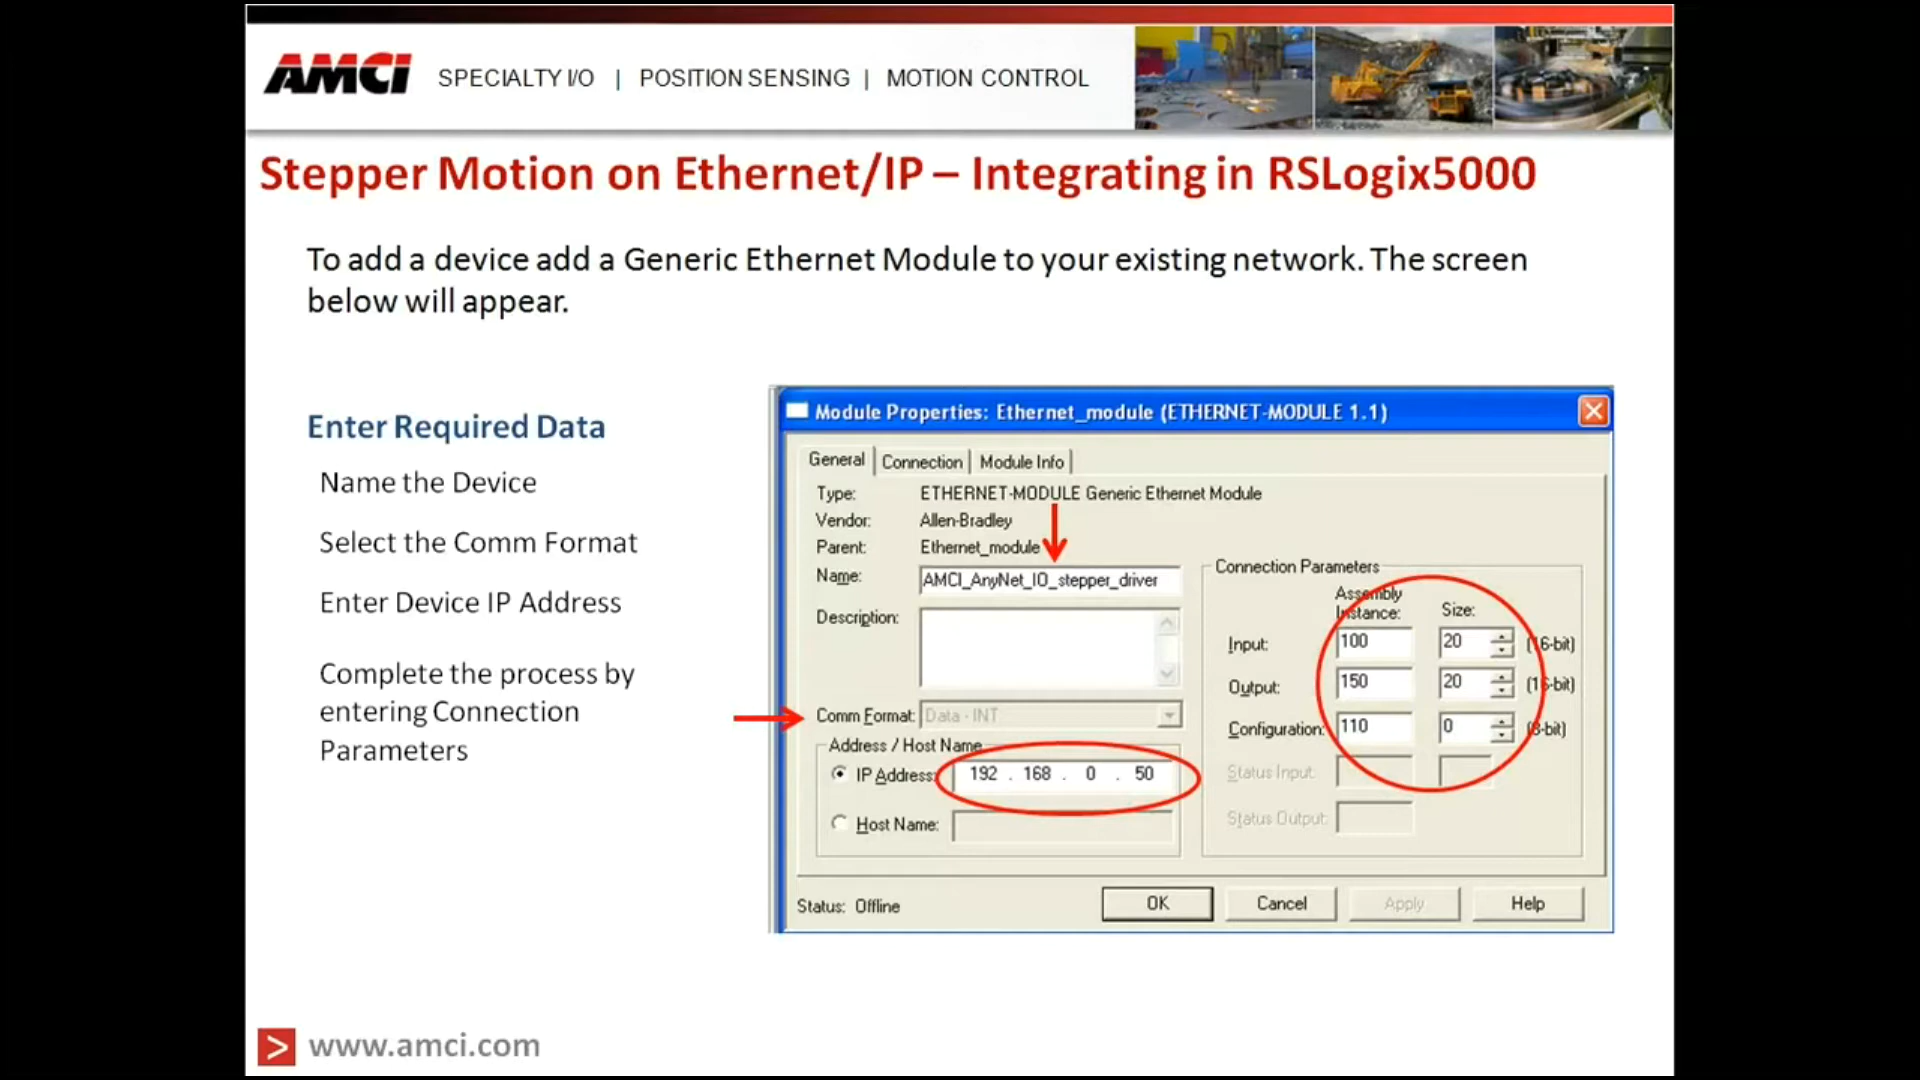 AMCI SPECIALTY I/O | POSITION SENSING | MOTION CONTROL
Stepper Motion on Ethernet/IP – Integrating in RSLogix5000
To add a device add a Generic Ethernet Module to your existing network. The screen
below will appear.
Enter Required Data
Name the Device
Select the Comm Format
Enter Device IP Address
Complete the process by
entering Connection
Parameters
Module Properties: Ethernet_module (ETHERNET-MODULE 1.1)
General Connection Module Info
Type: ETHERNET-MODULE Generic Ethernet Module
Vendor: Allen-Bradley
Parent: Ethernet_module
Name: AMCI_AnyNet_IO_stepper_driver
Description:
Comm Format: Data - INT
Address / Host Name
IP Address: 192 . 168 . 0 . 50
Host Name:
Connection Parameters
Assembly
Instance: Size:
Input: 100 20 (16-bit)
Output: 150 20 (16-bit)
Configuration: 110 0 (8-bit)
Status Input:
Status Output:
Status: Offline
OK Cancel Apply Help
> www.amci.com